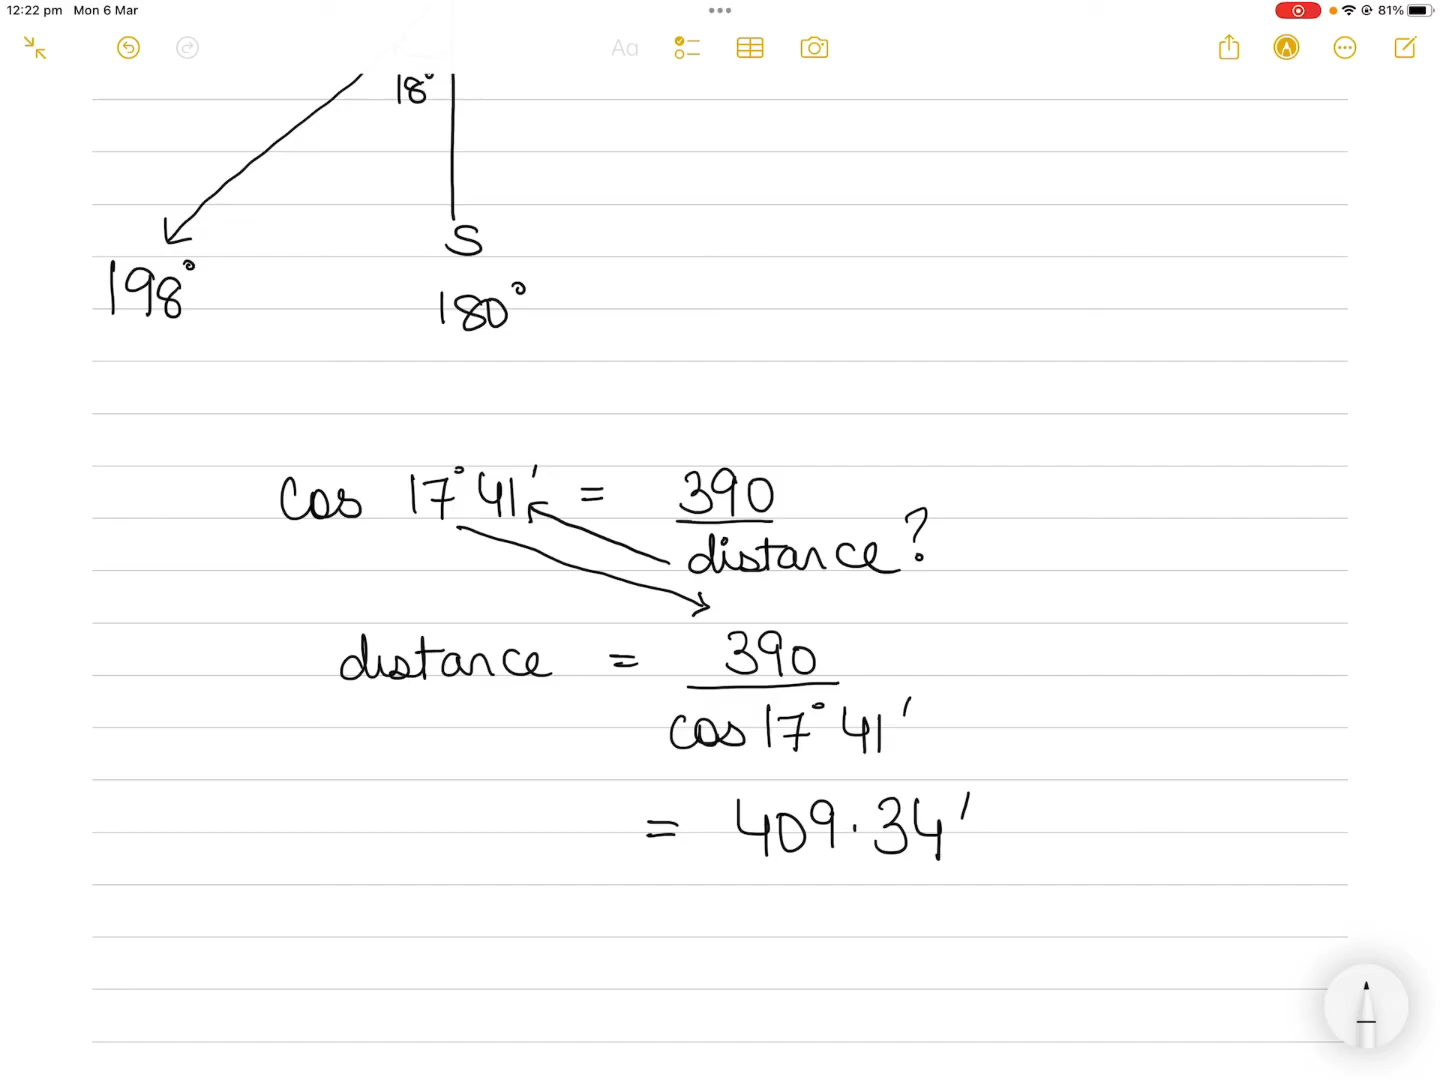 12:22 pm Mon 6 Mar
81%
Aa
18°
S
198°
180°
cos 17° 41' = 390
distance?
distance = 390
cos 17° 41'
= 409.34'